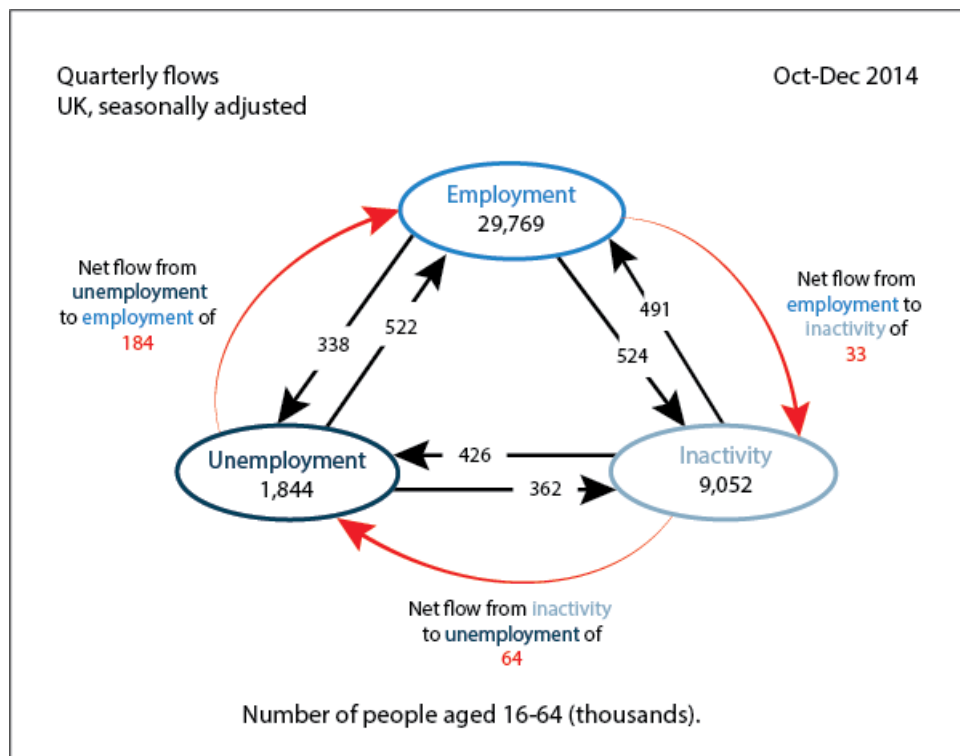 Quarterly flows
UK, seasonally adjusted
Oct-Dec 2014
Employment
29,769
Net flow from
unemployment
to employment of
184
Net flow from
employment to
inactivity of
33
338
522
524
491
Unemployment
1,844
426
362
Inactivity
9,052
Net flow from inactivity
to unemployment of
64
Number of people aged 16-64 (thousands).